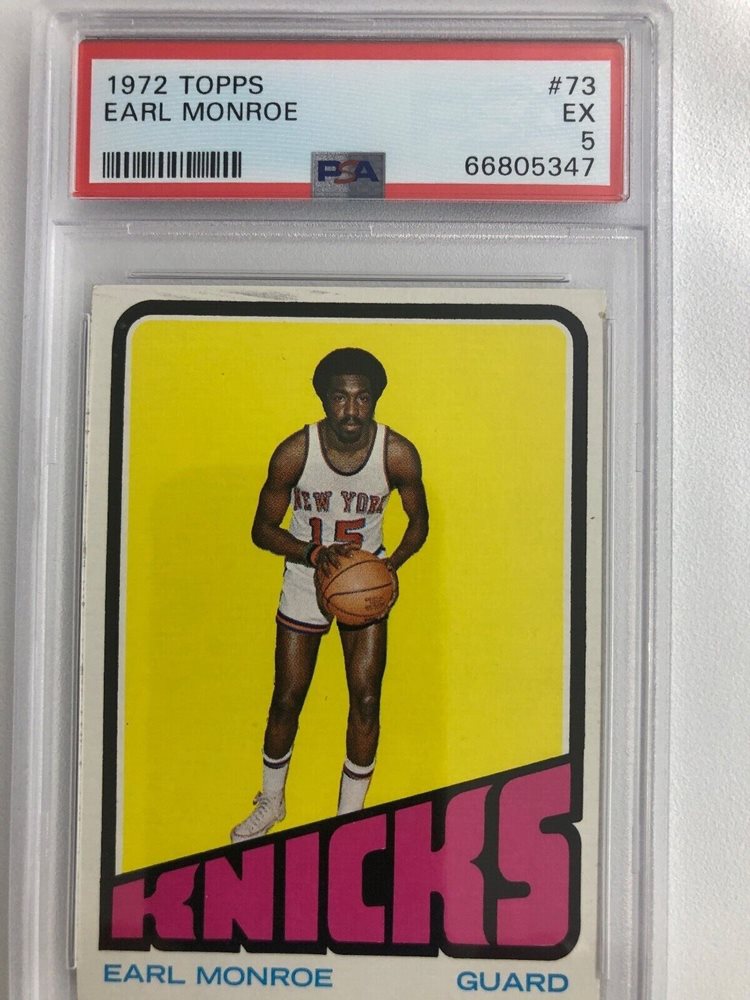 1972 TOPPS #73
EARL MONROE EX
5
PSA 66805347
NEW YORK
15
KNICKS
EARL MONROE GUARD